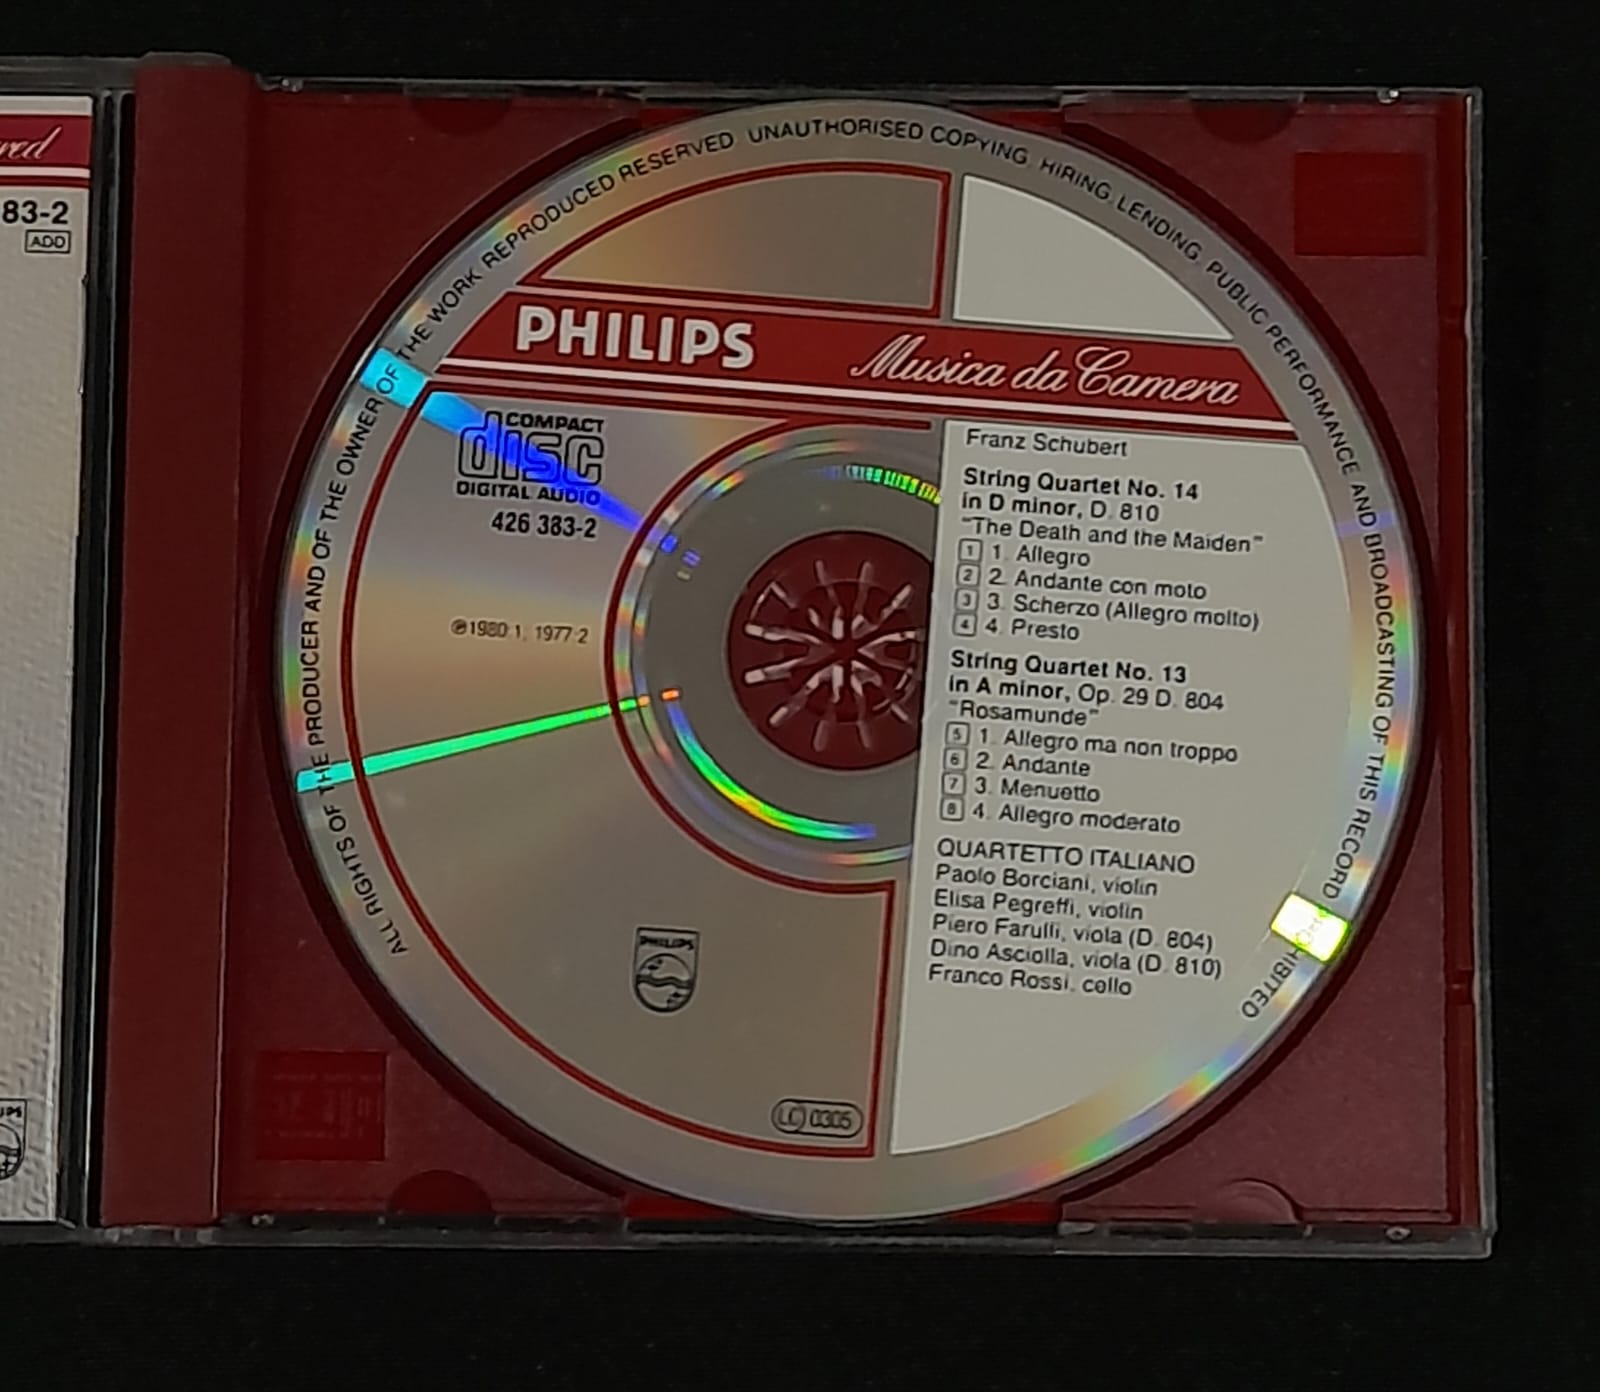 83-2
ADD
ALL RIGHTS OF THE PRODUCER AND OF THE OWNER OF THE WORK REPRODUCED RESERVED UNAUTHORISED COPYING, HIRING, LENDING, PUBLIC PERFORMANCE AND BROADCASTING OF THIS RECORD PROHIBITED
PHILIPS
Musica da Camera
COMPACT
disc
DIGITAL AUDIO
426 383-2
℗1980:1, 1977:2
PHILIPS
LC 0305
Franz Schubert
String Quartet No. 14
in D minor, D. 810
"The Death and the Maiden"
1 1. Allegro
2 2. Andante con moto
3 3. Scherzo (Allegro molto)
4 4. Presto
String Quartet No. 13
in A minor, Op. 29 D. 804
"Rosamunde"
5 1. Allegro ma non troppo
6 2. Andante
7 3. Menuetto
8 4. Allegro moderato
QUARTETTO ITALIANO
Paolo Borciani, violin
Elisa Pegreffi, violin
Piero Farulli, viola (D. 804)
Dino Asciolla, viola (D. 810)
Franco Rossi, cello